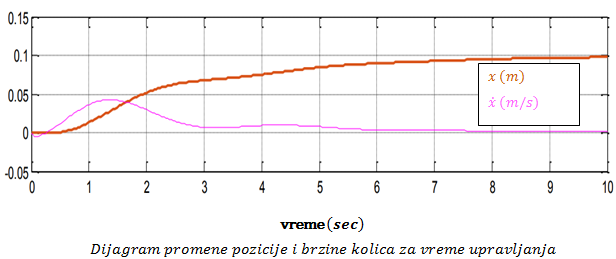 0.15
0.1
0.05
0
-0.05
x (m)
ẋ (m/s)
0 1 2 3 4 5 6 7 8 9 10
vreme(sec)
Dijagram promene pozicije i brzine kolica za vreme upravljanja